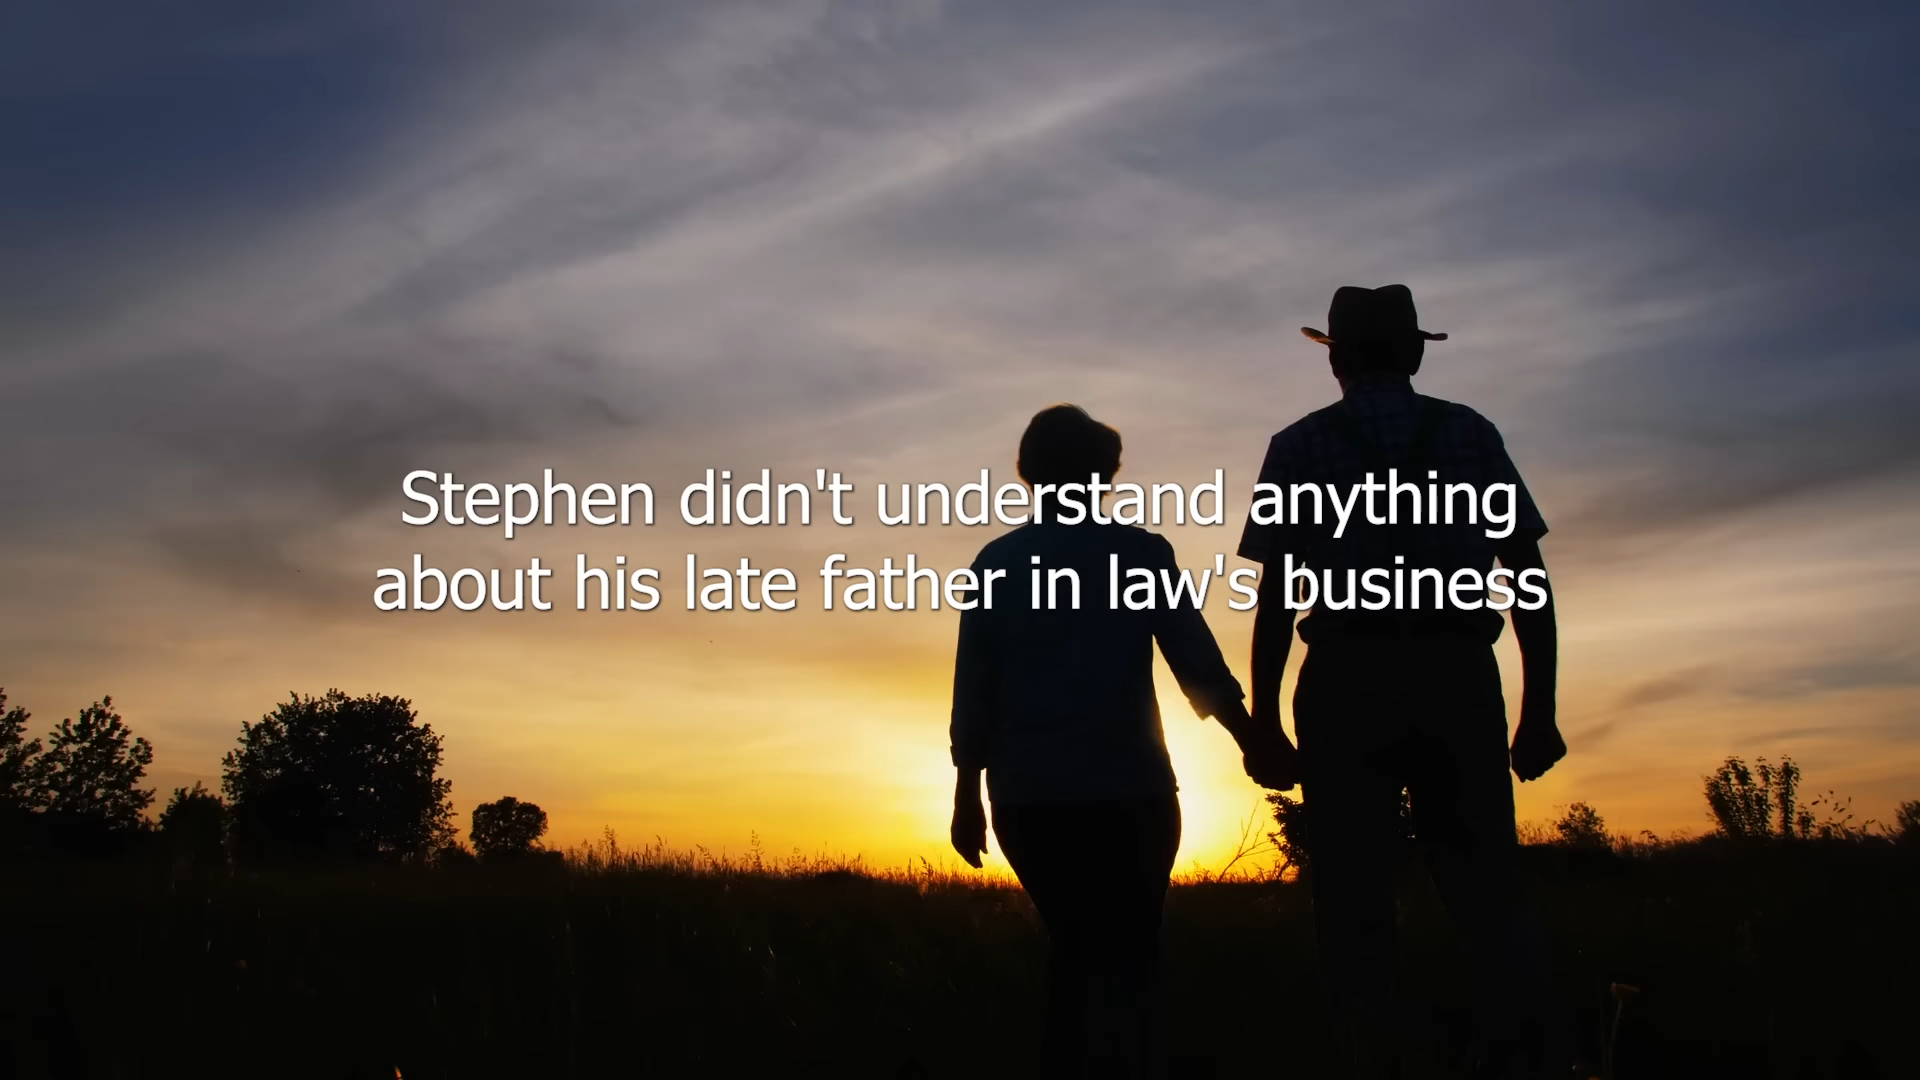 Stephen didn't understand anything
about his late father in law's business